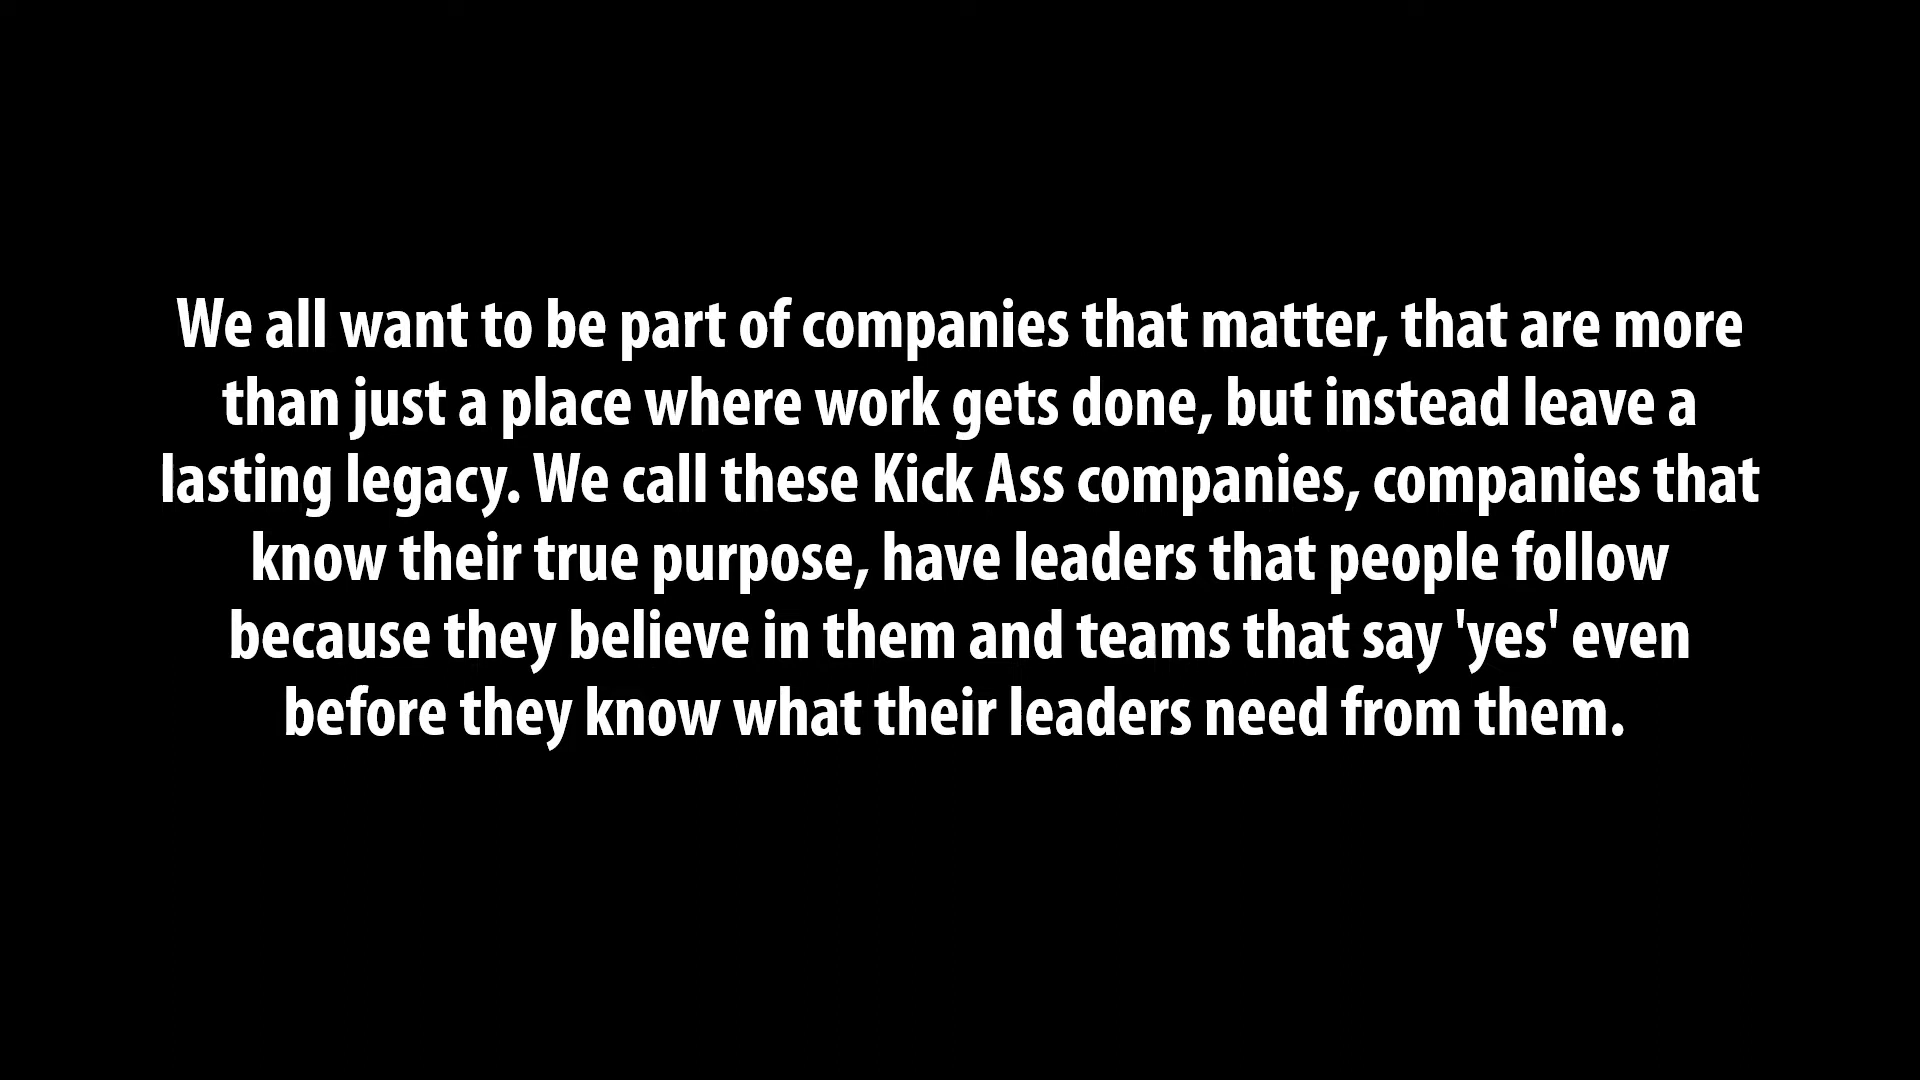 We all want to be part of companies that matter, that are more
than just a place where work gets done, but instead leave a
lasting legacy. We call these Kick Ass companies, companies that
know their true purpose, have leaders that people follow
because they believe in them and teams that say 'yes' even
before they know what their leaders need from them.